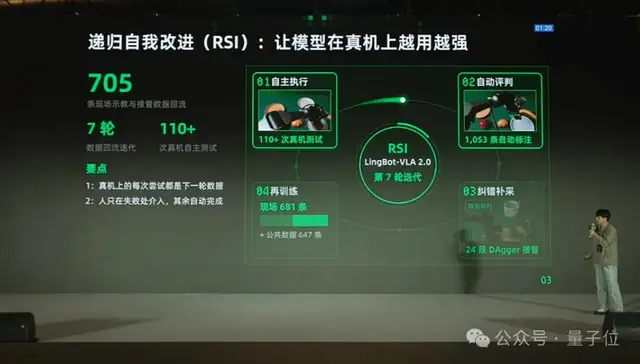 01:20
递归自我改进（RSI）：让模型在真机上越用越强
705
条现场示教与接管数据回流
7 轮
数据回流迭代
110+
次真机自主测试
要点
1：真机上的每次尝试都是下一轮数据
2：人只在失败处介入，其余自动完成
01 自主执行
110+ 次真机测试
02 自动评判
1,053 条自动标注
RSI
LingBot-VLA 2.0
第 7 轮迭代
04 再训练
现场 681 条
+ 公共数据 647 条
03 纠错补采
24 段 DAgger 接管
03
公众号 · 量子位